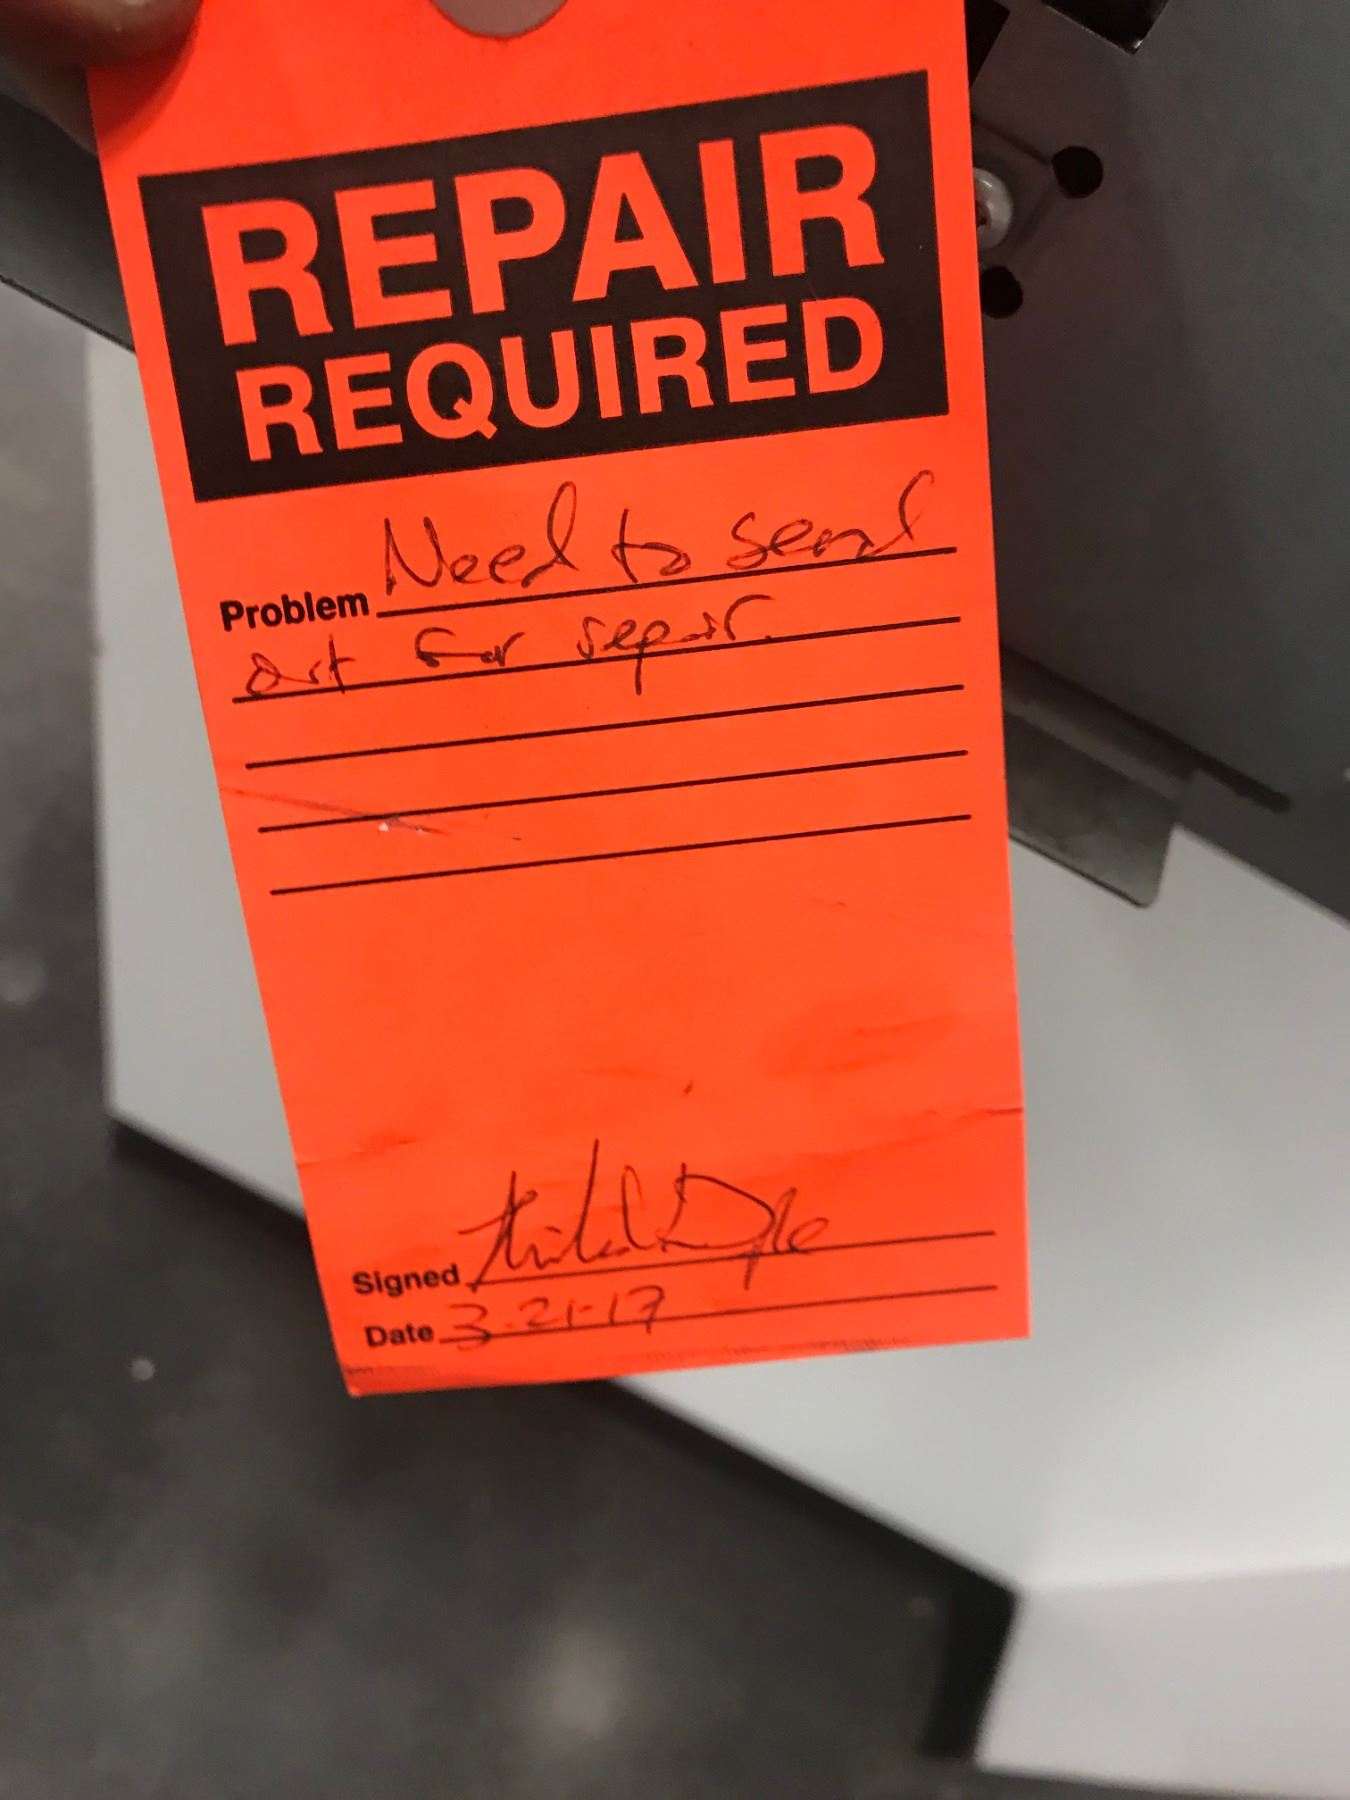 REPAIR
REQUIRED
Problem Need to send
out for repair.
Signed
Date 3-21-17